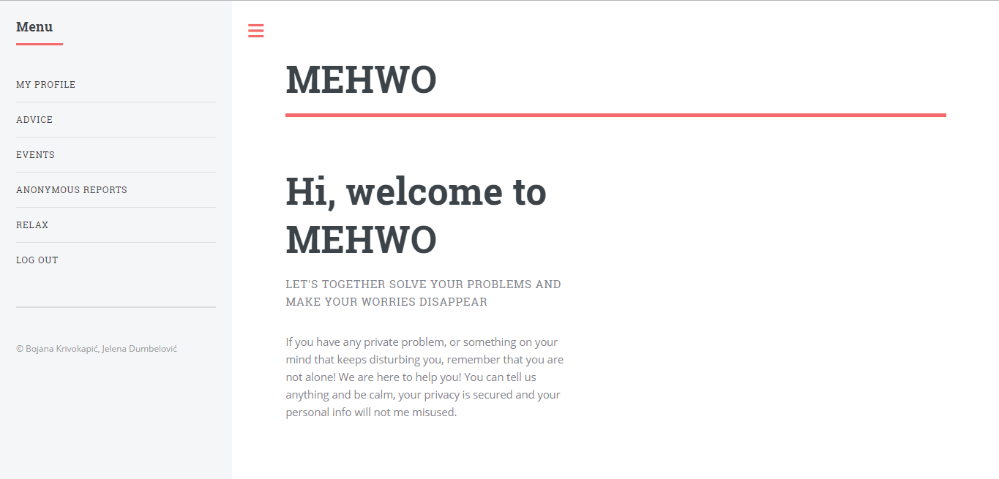 Menu
MY PROFILE
ADVICE
EVENTS
ANONYMOUS REPORTS
RELAX
LOG OUT
© Bojana Krivokapić, Jelena Dumbelović
MEHWO
Hi, welcome to
MEHWO
LET'S TOGETHER SOLVE YOUR PROBLEMS AND
MAKE YOUR WORRIES DISAPPEAR
If you have any private problem, or something on your
mind that keeps disturbing you, remember that you are
not alone! We are here to help you! You can tell us
anything and be calm, your privacy is secured and your
personal info will not me misused.